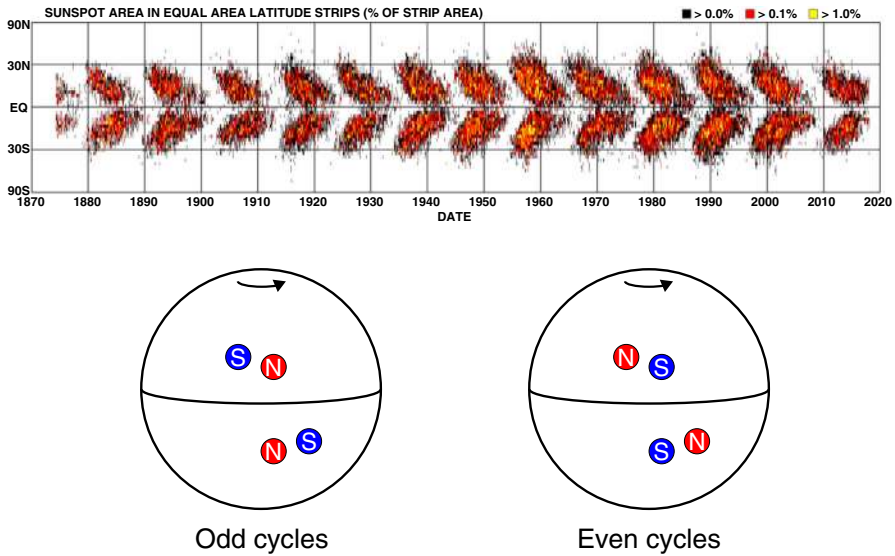 SUNSPOT AREA IN EQUAL AREA LATITUDE STRIPS (% OF STRIP AREA) > 0.0% > 0.1% > 1.0%
90N
30N
EQ
30S
90S
1870 1880 1890 1900 1910 1920 1930 1940 1950 1960 1970 1980 1990 2000 2010 2020
DATE
S N N S
N S S N
Odd cycles Even cycles